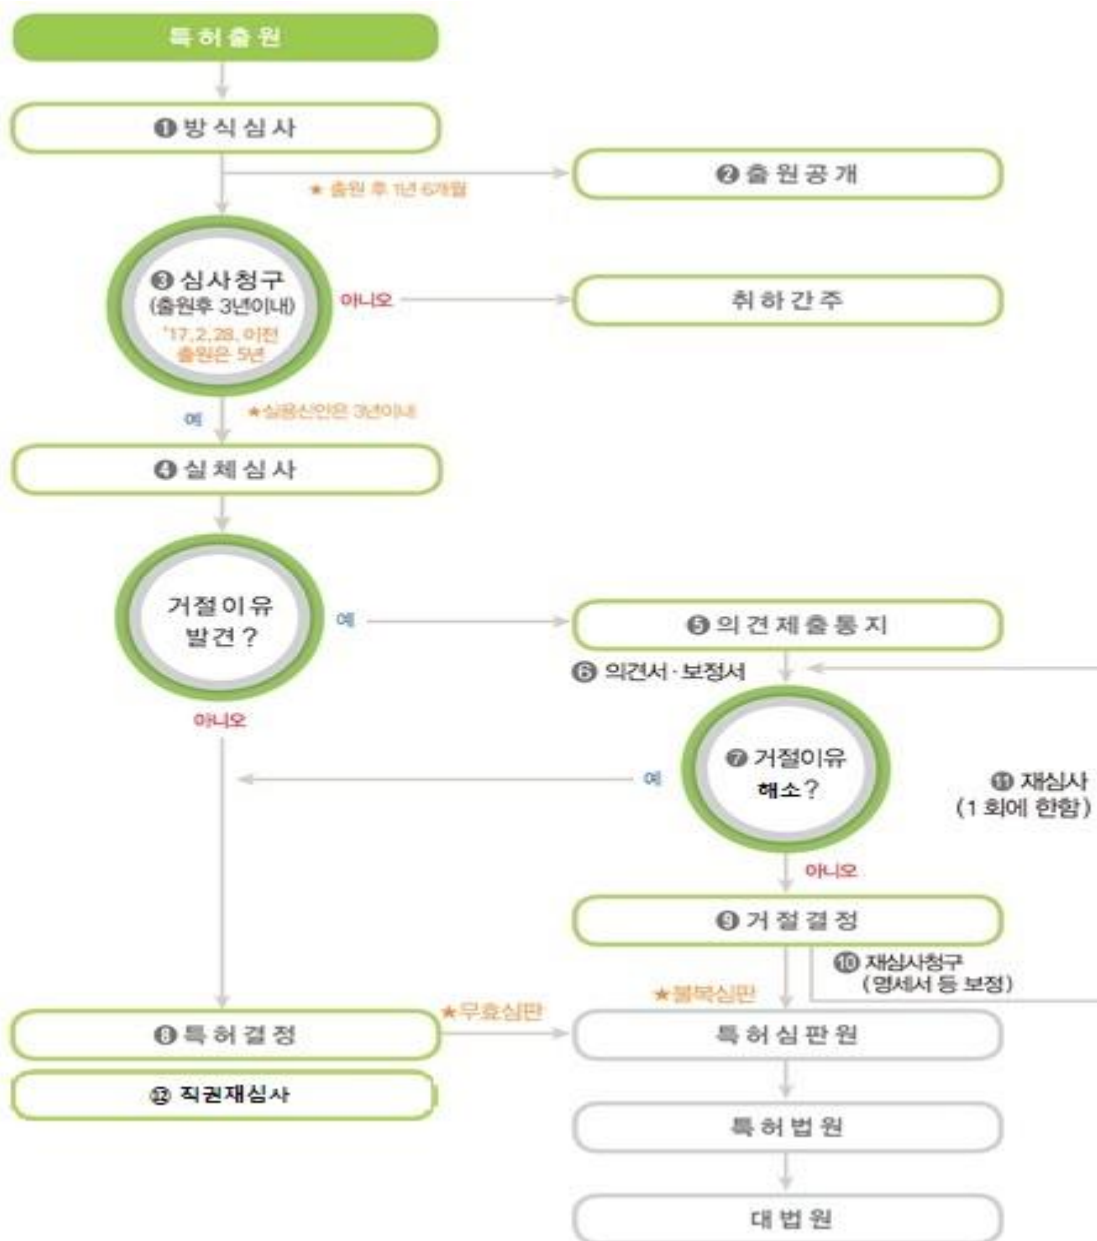 특허출원
❶ 방식심사
★ 출원 후 1년 6개월
❷ 출원공개
❸ 심사청구
(출원후 3년이내)
'17.2.28. 이전
출원은 5년
아니오
취하간주
예
★실용신안은 3년이내
❹ 실체심사
거절이유
발견?
예
❺ 의견제출통지
❻ 의견서·보정서
아니오
❼ 거절이유
해소?
예
⓫ 재심사
(1 회에 한함)
아니오
❾ 거절결정
❿ 재심사청구
(명세서 등 보정)
★불복심판
❽ 특허결정
★무효심판
특허심판원
⑫ 직권재심사
특허법원
대법원